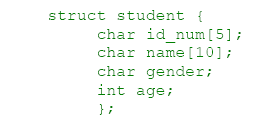 struct student {
char id_num[5];
char name[10];
char gender;
int age;
};